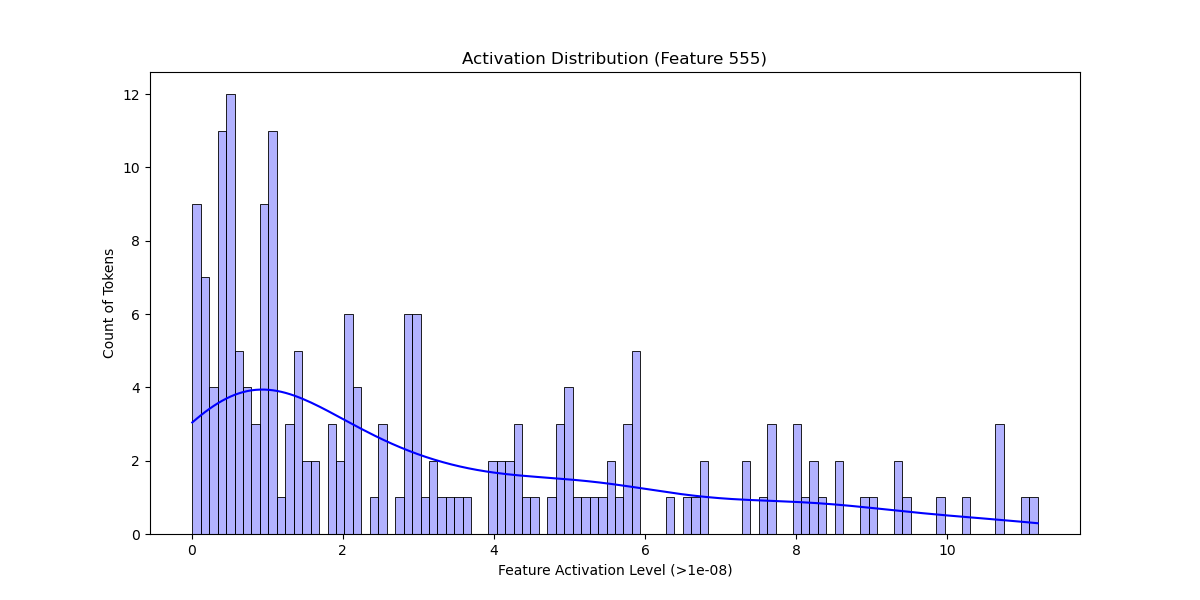 Activation Distribution (Feature 555)
12
10
8
6
4
2
0
Count of Tokens
0 2 4 6 8 10
Feature Activation Level (>1e-08)